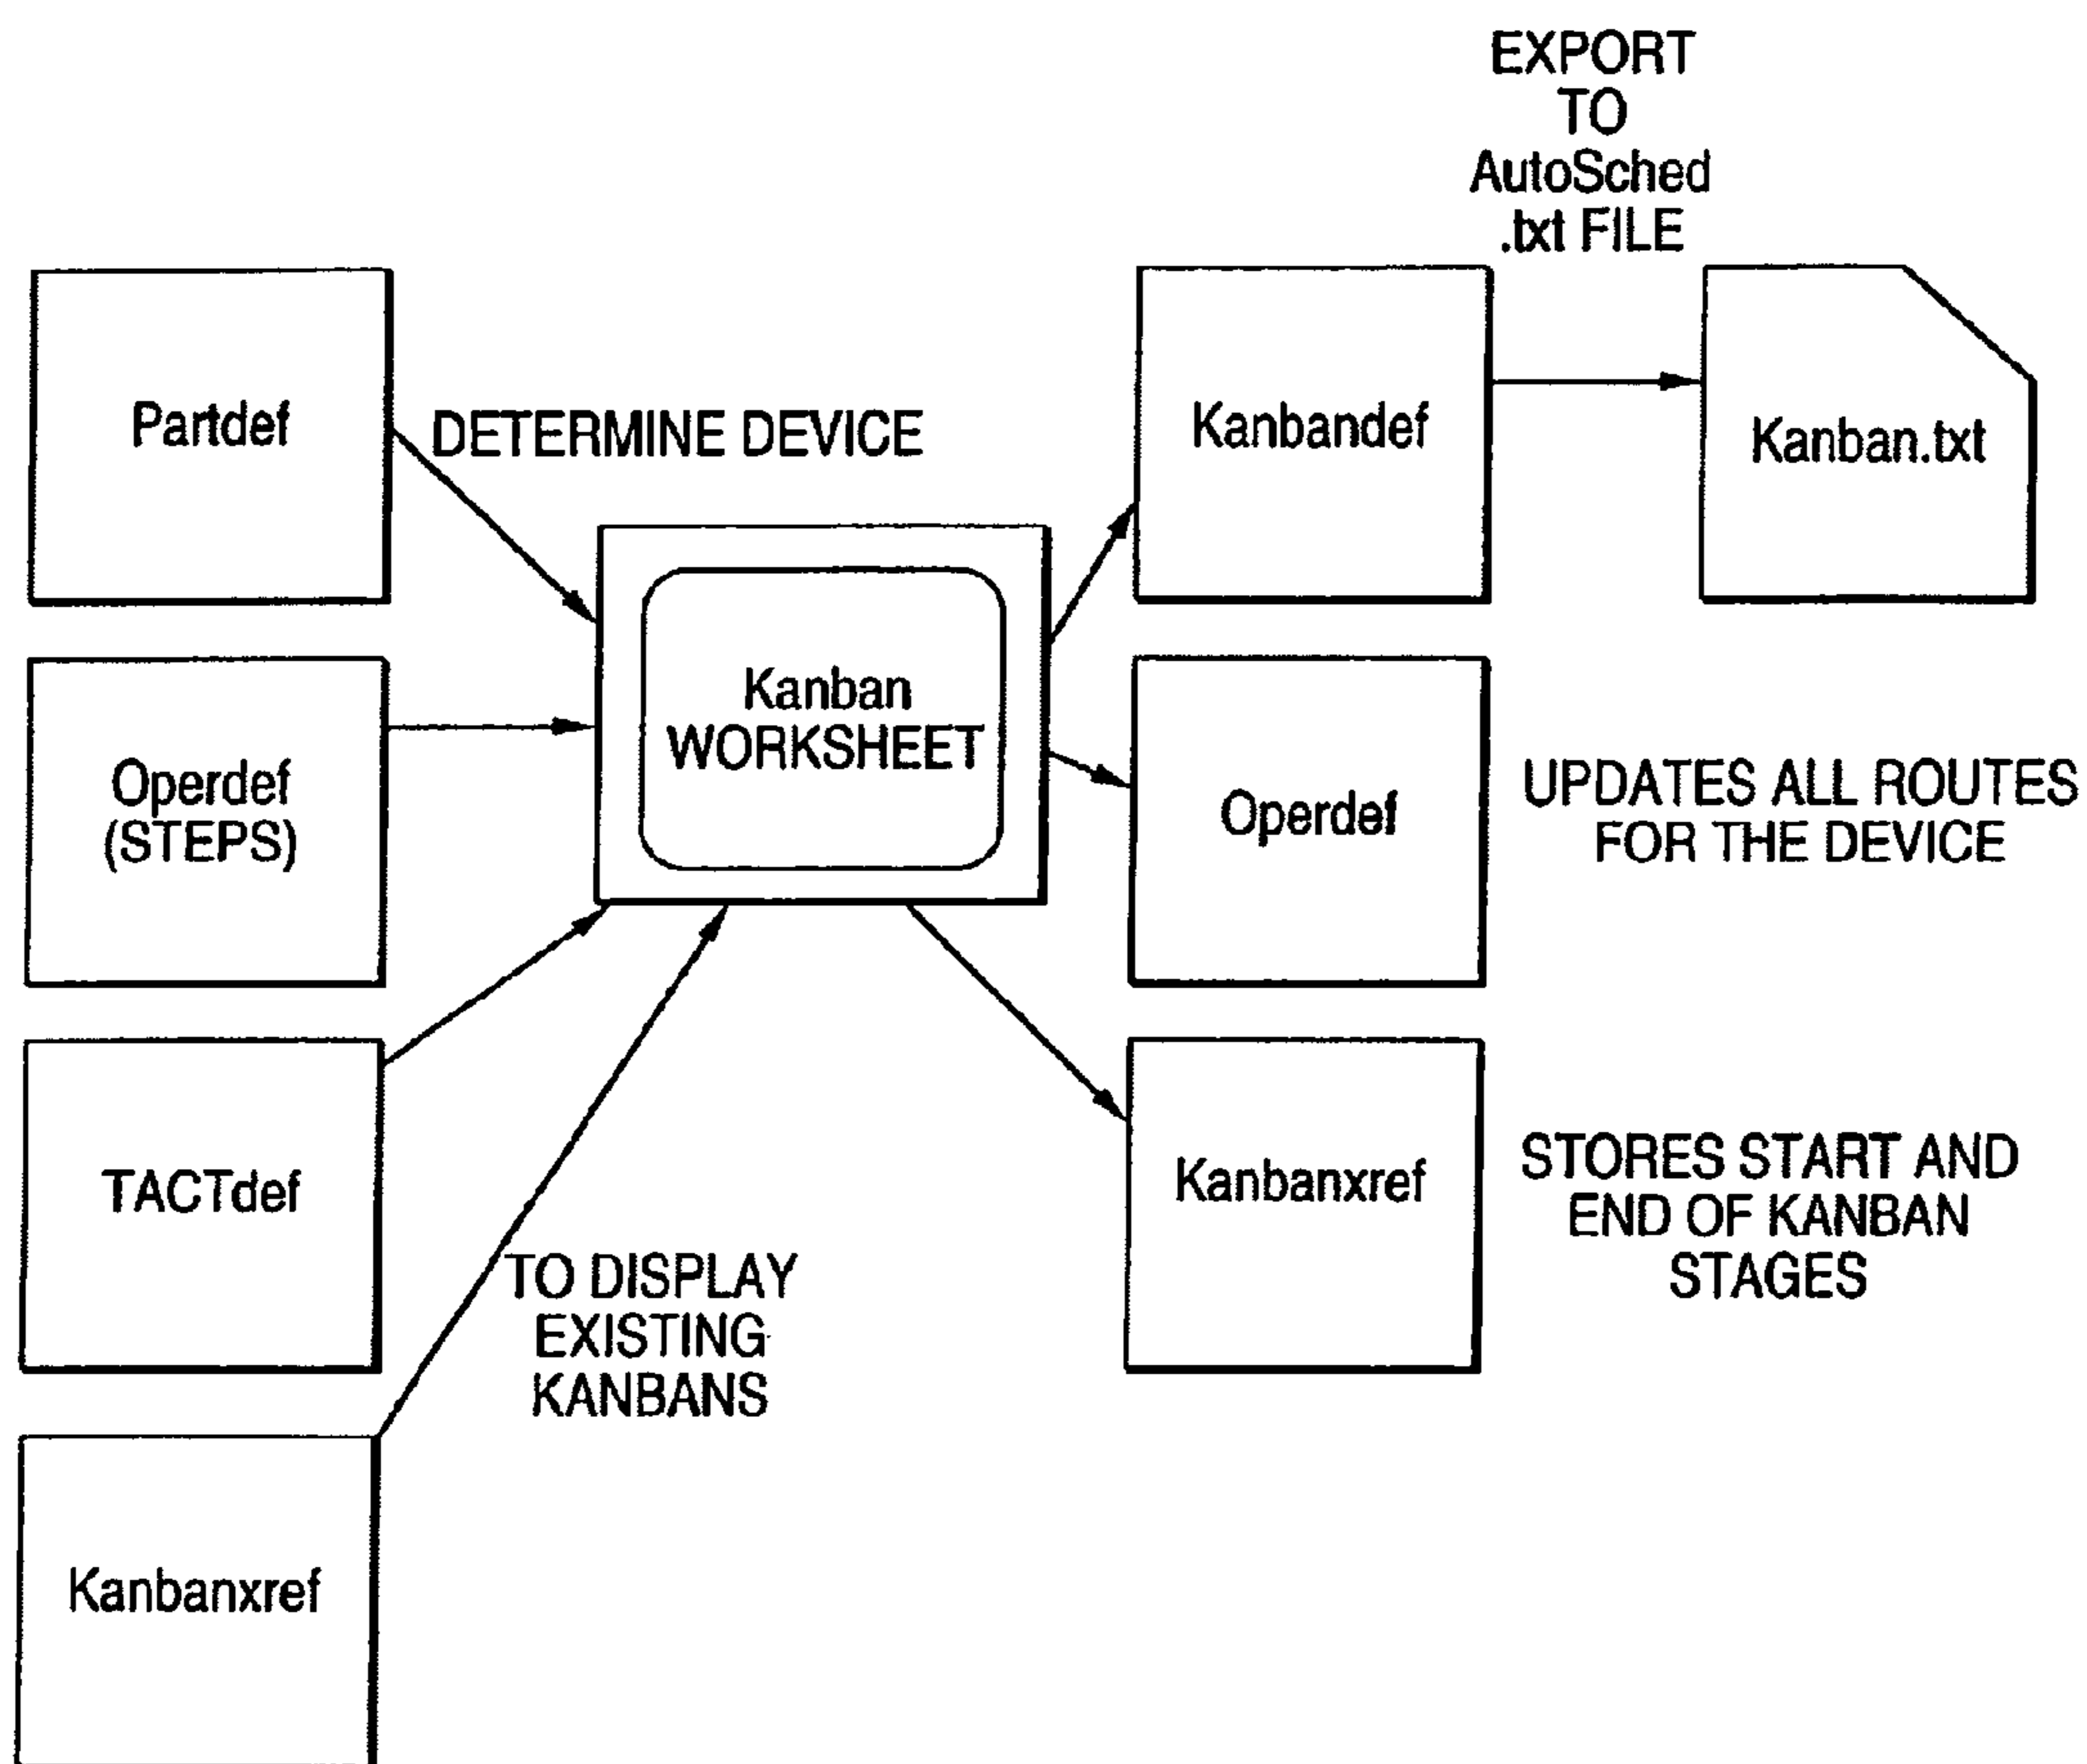 EXPORT
TO
AutoSched
.txt FILE
Partdef
DETERMINE DEVICE
Kanbandef
Kanban.txt
Kanban
WORKSHEET
Operdef
(STEPS)
Operdef
UPDATES ALL ROUTES
FOR THE DEVICE
TACTdef
Kanbanxref
STORES START AND
END OF KANBAN
STAGES
TO DISPLAY
EXISTING
KANBANS
Kanbanxref